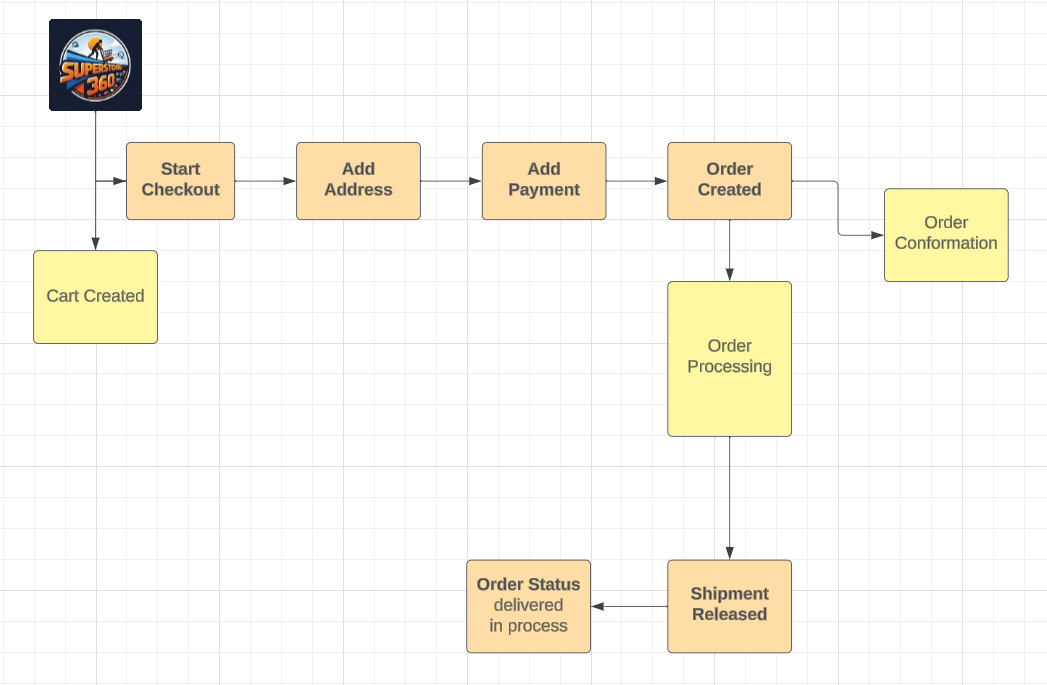 SUPERSTORE
360
Start
Checkout
Add
Address
Add
Payment
Order
Created
Order
Conformation
Cart Created
Order
Processing
Order Status
delivered
in process
Shipment
Released